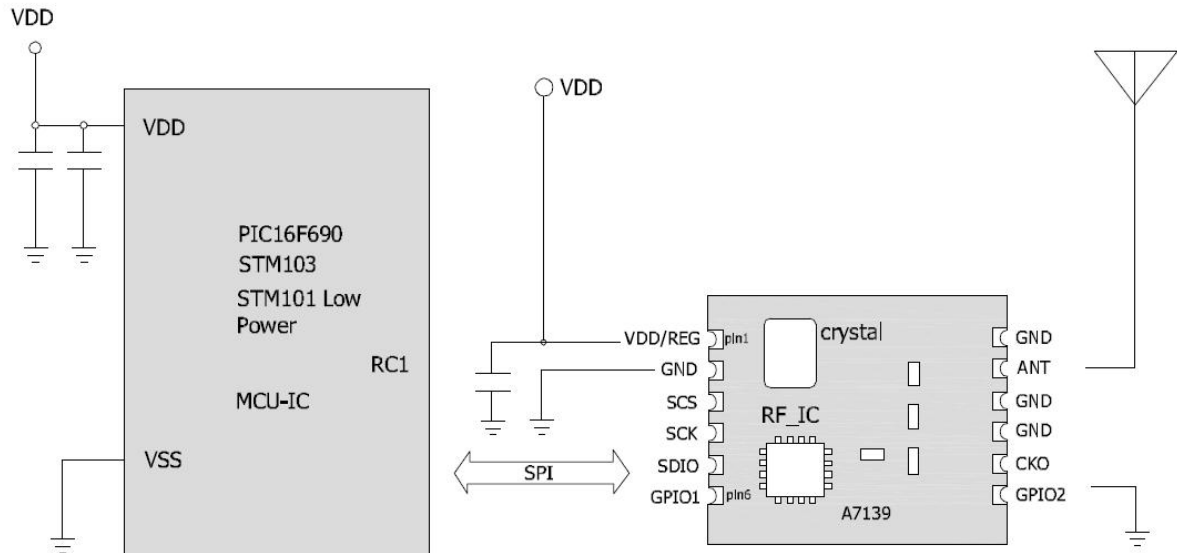 VDD
VDD
VDD
PIC16F690
STM103
STM101 Low
Power
RC1
MCU-IC
VSS
SPI
VDD/REG
pin1
GND
SCS
SCK
SDIO
GPIO1
pin6
crystal
RF_IC
A7139
GND
ANT
GND
GND
CKO
GPIO2